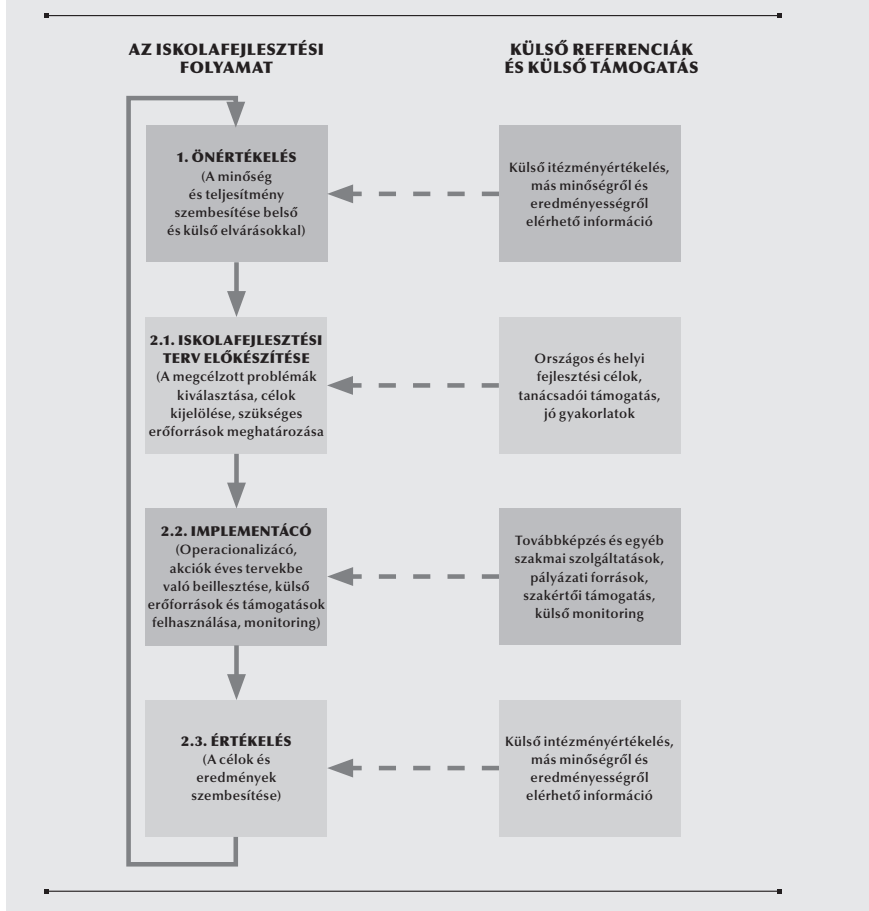 AZ ISKOLAFEJLESZTÉSI
FOLYAMAT
KÜLSŐ REFERENCIÁK
ÉS KÜLSŐ TÁMOGATÁS
1. ÖNÉRTÉKELÉS
(A minőség
és teljesítmény
szembesítése belső
és külső elvárásokkal)
Külső itézményértékelés,
más minőségről és
eredményességről
elérhető információ
2.1. ISKOLAFEJLESZTÉSI
TERV ELŐKÉSZÍTÉSE
(A megcélzott problémák
kiválasztása, célok
kijelölése, szükséges
erőforrások meghatározása
Országos és helyi
fejlesztési célok,
tanácsadói támogatás,
jó gyakorlatok
2.2. IMPLEMENTÁCÓ
(Operacionalizácó,
akciók éves tervekbe
való beillesztése, külső
erőforrások és támogatások
felhasználása, monitoring)
Továbbképzés és egyéb
szakmai szolgáltatások,
pályázati források,
szakértői támogatás,
külső monitoring
2.3. ÉRTÉKELÉS
(A célok és
eredmények
szembesítése)
Külső intézményértékelés,
más minőségről és
eredményességről
elérhető információ